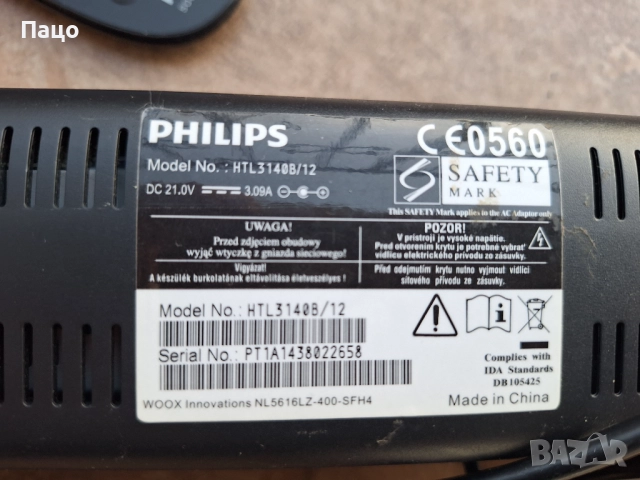 Пацо
PHILIPS
CE0560
Model No.: HTL3140B/12
DC 21.0V 3.09A
SAFETY
MARK
This SAFETY Mark applies to the AC Adaptor only
UWAGA!
Przed zdjęciem obudowy
wyjąć wtyczkę z gniazda sieciowego!
Vigyázat!
A készülék burkolatának eltávolítása életveszélyes !
POZOR!
V pristroji je vysoké napätie.
Pred otvorením krytu je potrebné vybrať
vidlicu elektrického prívodu zo zásuvky.
Před odejmutím krytu nutno vyjmout vidlici
síťového přívodu ze zásuvky.
Model No.: HTL3140B/12
Serial No.: PT1A1438022658
WOOX Innovations NL5616LZ-400-SFH4
Complies with
IDA Standards
DB105425
Made in China
BAZAR